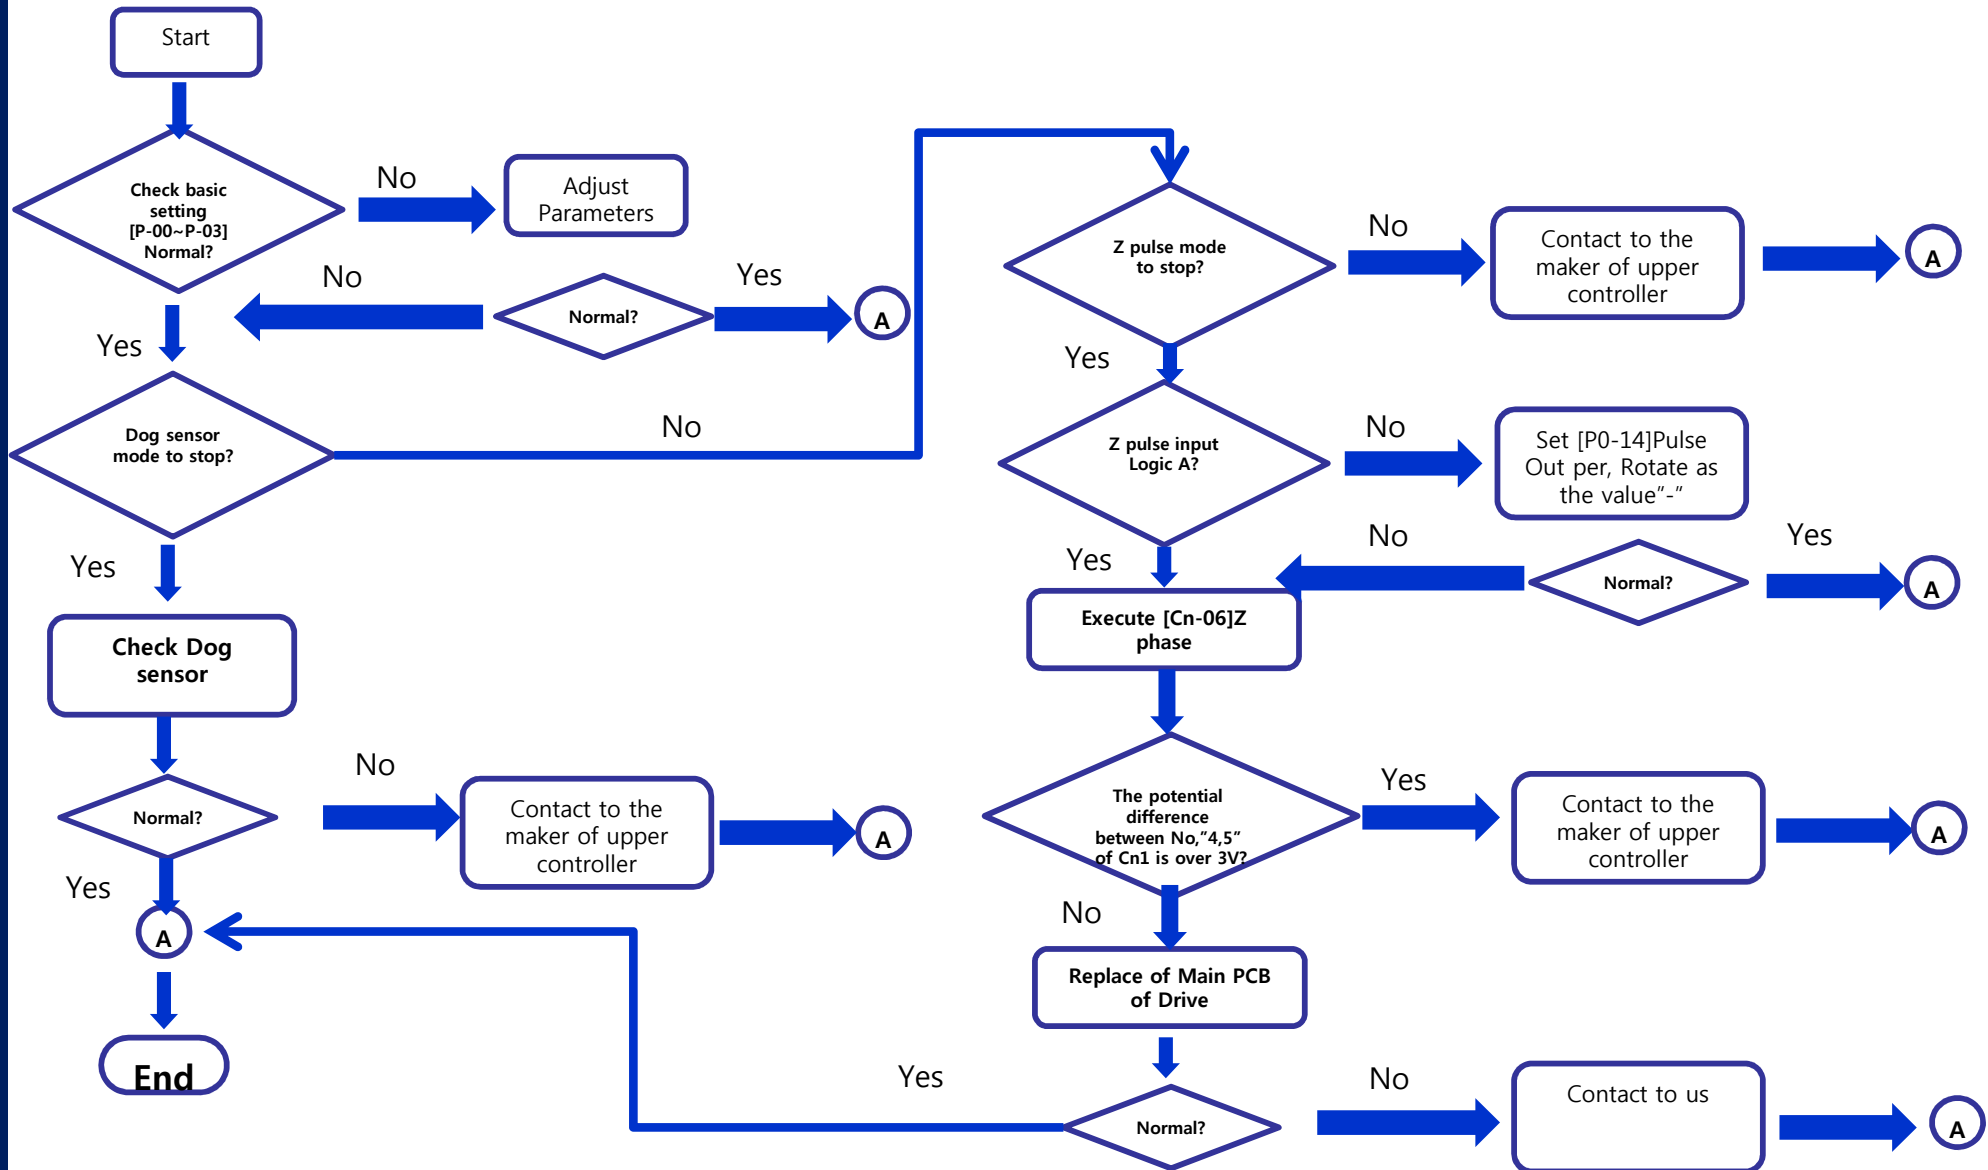 Start
Check basic
setting
[P-00~P-03]
Normal?
No
Adjust
Parameters
No
Normal?
Yes
A
Yes
Dog sensor
mode to stop?
No
Yes
Check Dog
sensor
Normal?
No
Contact to the
maker of upper
controller
A
Yes
A
End
Z pulse mode
to stop?
No
Contact to the
maker of upper
controller
A
Yes
Z pulse input
Logic A?
No
Set [P0-14]Pulse
Out per, Rotate as
the value"-"
Yes
No
Normal?
Yes
A
Execute [Cn-06]Z
phase
The potential
difference
between No,"4,5"
of Cn1 is over 3V?
Yes
Contact to the
maker of upper
controller
A
No
Replace of Main PCB
of Drive
Yes
Normal?
No
Contact to us
A